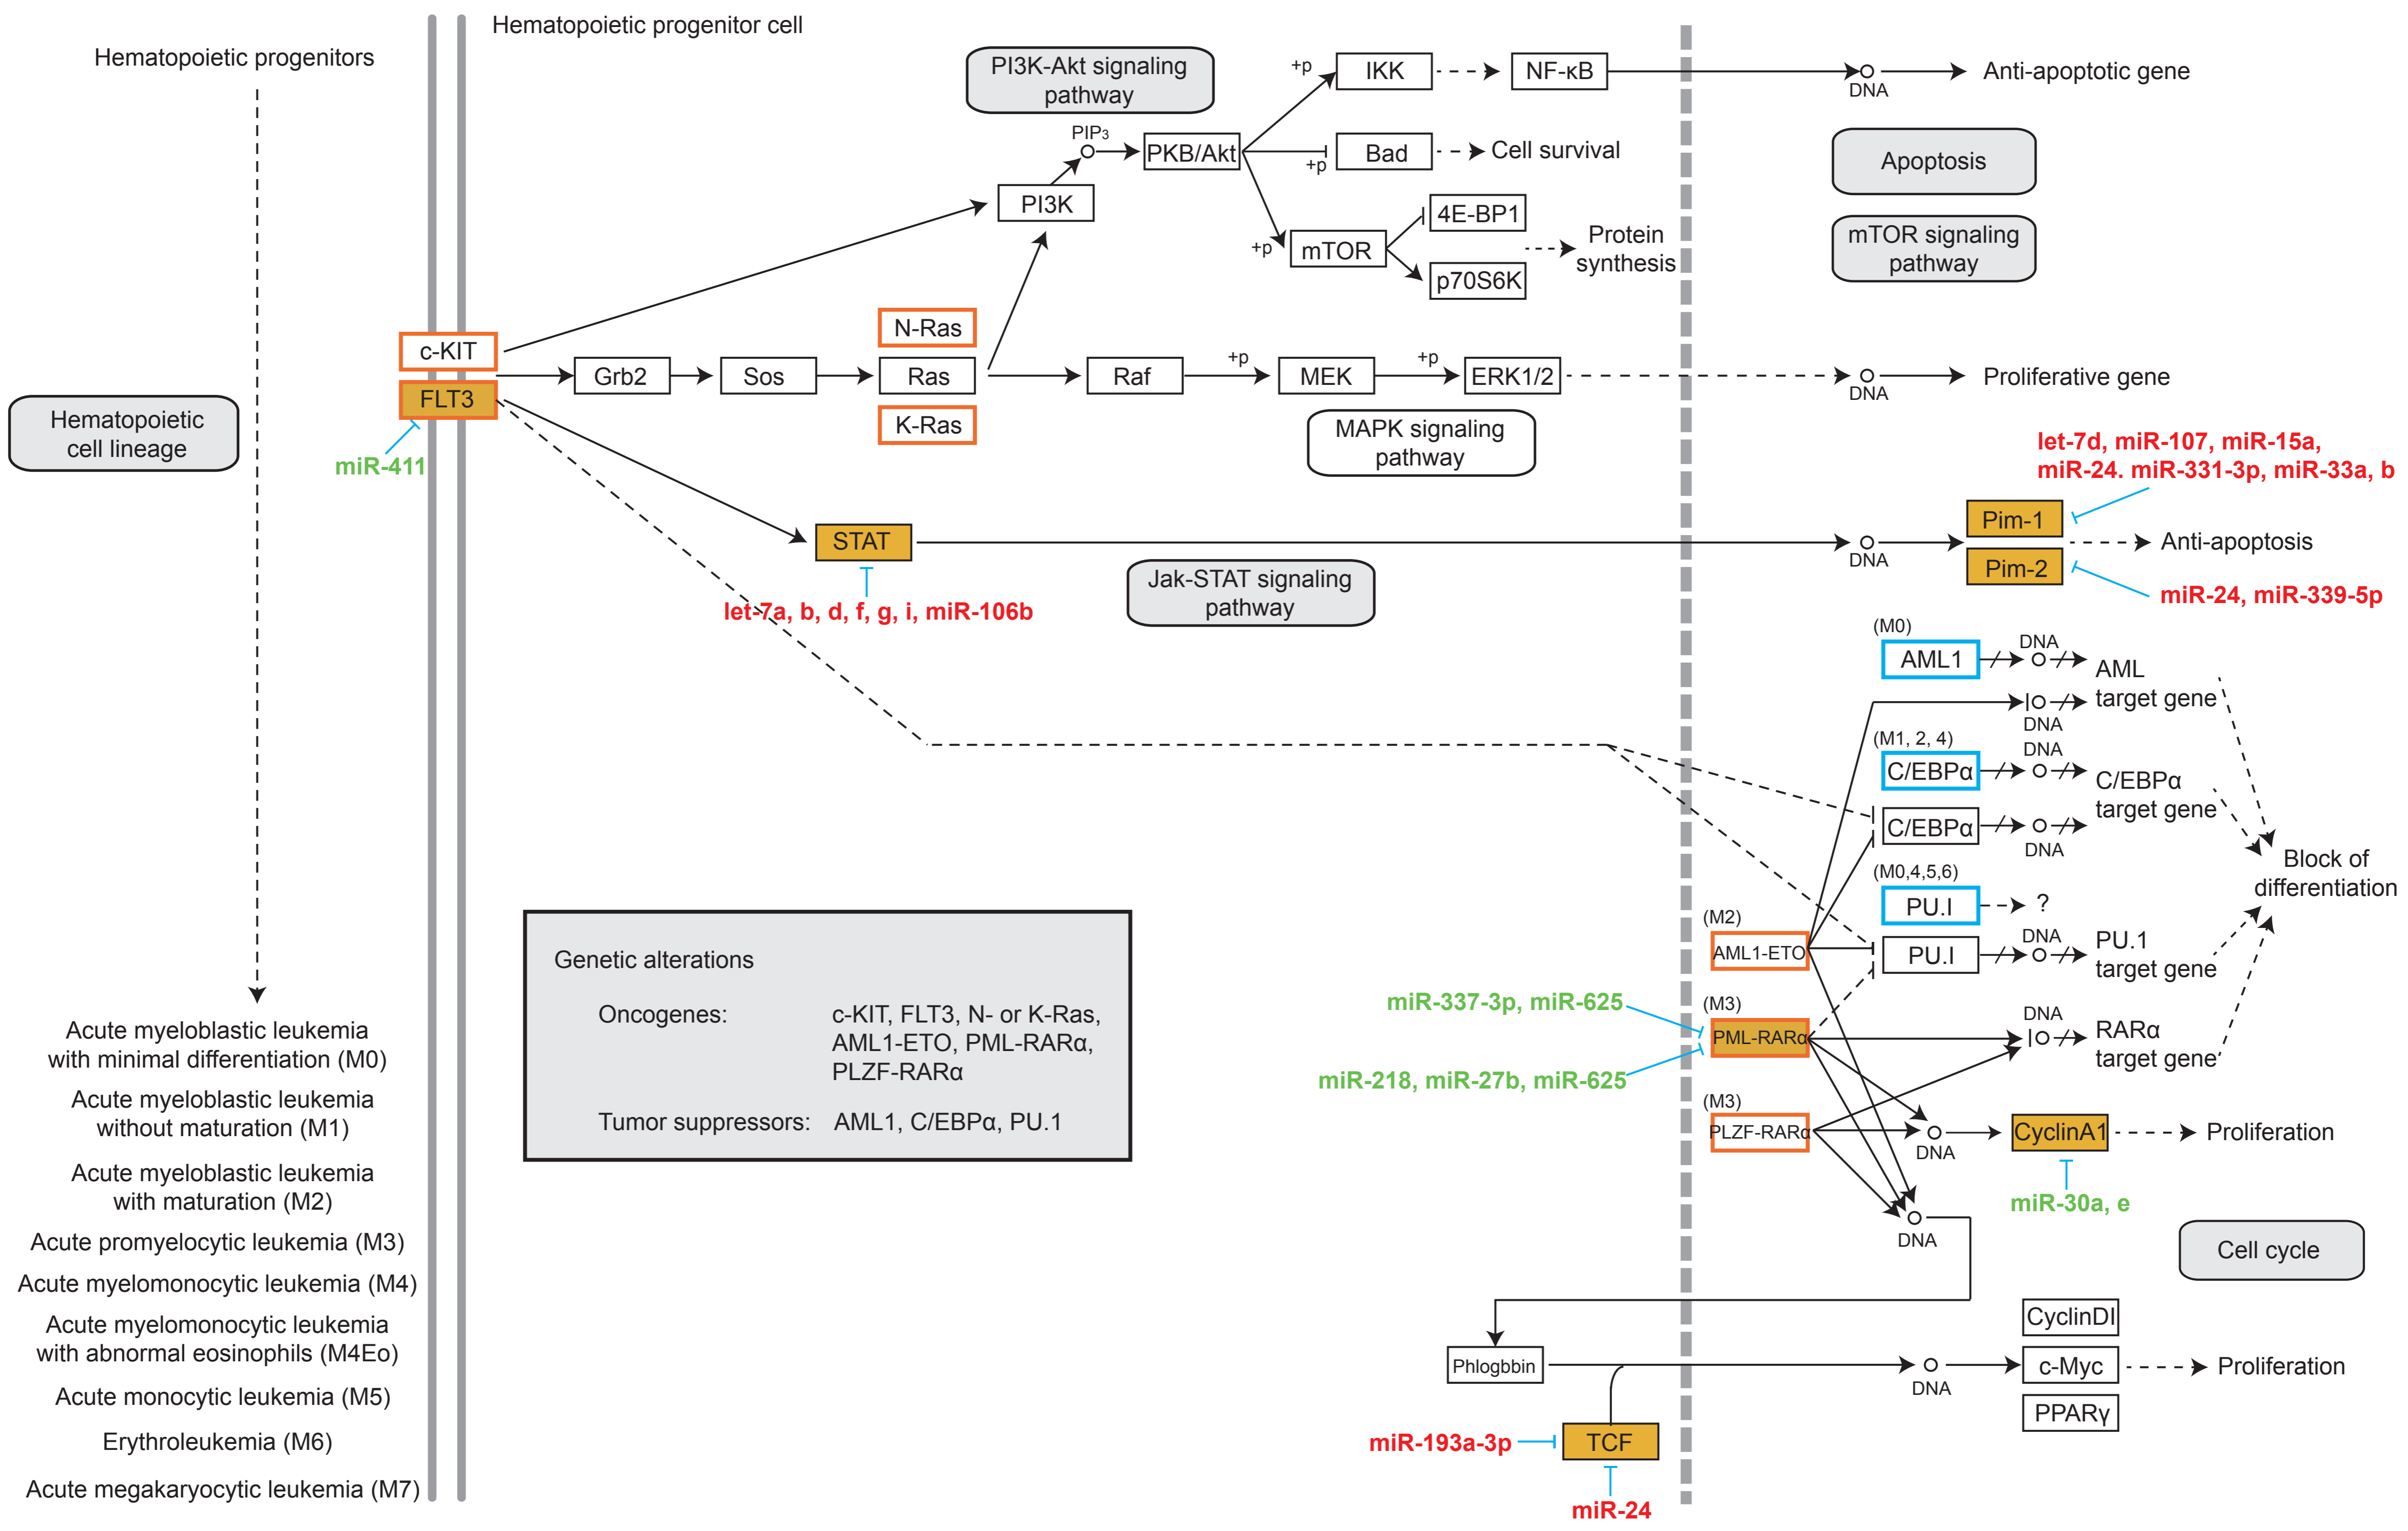 Hematopoietic progenitor cell
Hematopoietic progenitors
Hematopoietic
cell lineage
Acute myeloblastic leukemia
with minimal differentiation (M0)
Acute myeloblastic leukemia
without maturation (M1)
Acute myeloblastic leukemia
with maturation (M2)
Acute promyelocytic leukemia (M3)
Acute myelomonocytic leukemia (M4)
Acute myelomonocytic leukemia
with abnormal eosinophils (M4Eo)
Acute monocytic leukemia (M5)
Erythroleukemia (M6)
Acute megakaryocytic leukemia (M7)
PI3K-Akt signaling
pathway
+p
IKK
NF-κB
DNA
Anti-apoptotic gene
PIP3
PKB/Akt
+p
Bad
Cell survival
Apoptosis
PI3K
4E-BP1
+p
mTOR
Protein
synthesis
p70S6K
mTOR signaling
pathway
c-KIT
FLT3
miR-411
N-Ras
Grb2
Sos
Ras
K-Ras
Raf
+p
MEK
+p
ERK1/2
DNA
Proliferative gene
MAPK signaling
pathway
let-7d, miR-107, miR-15a,
miR-24. miR-331-3p, miR-33a, b
STAT
let-7a, b, d, f, g, i, miR-106b
Jak-STAT signaling
pathway
DNA
Pim-1
Pim-2
Anti-apoptosis
miR-24, miR-339-5p
(M0)
AML1
DNA
AML
target gene
DNA
(M1, 2, 4)
C/EBPα
DNA
C/EBPα
target gene
C/EBPα
DNA
Block of
differentiation
(M0,4,5,6)
PU.I
?
(M2)
AML1-ETO
PU.I
DNA
PU.1
target gene
Genetic alterations
Oncogenes:
c-KIT, FLT3, N- or K-Ras,
AML1-ETO, PML-RARα,
PLZF-RARα
Tumor suppressors:
AML1, C/EBPα, PU.1
miR-337-3p, miR-625
miR-218, miR-27b, miR-625
(M3)
PML-RARα
DNA
RARα
target gene
(M3)
PLZF-RARα
DNA
CyclinA1
Proliferation
miR-30a, e
DNA
Cell cycle
Phlogbbin
DNA
CyclinDI
c-Myc
PPARγ
Proliferation
miR-193a-3p
TCF
miR-24